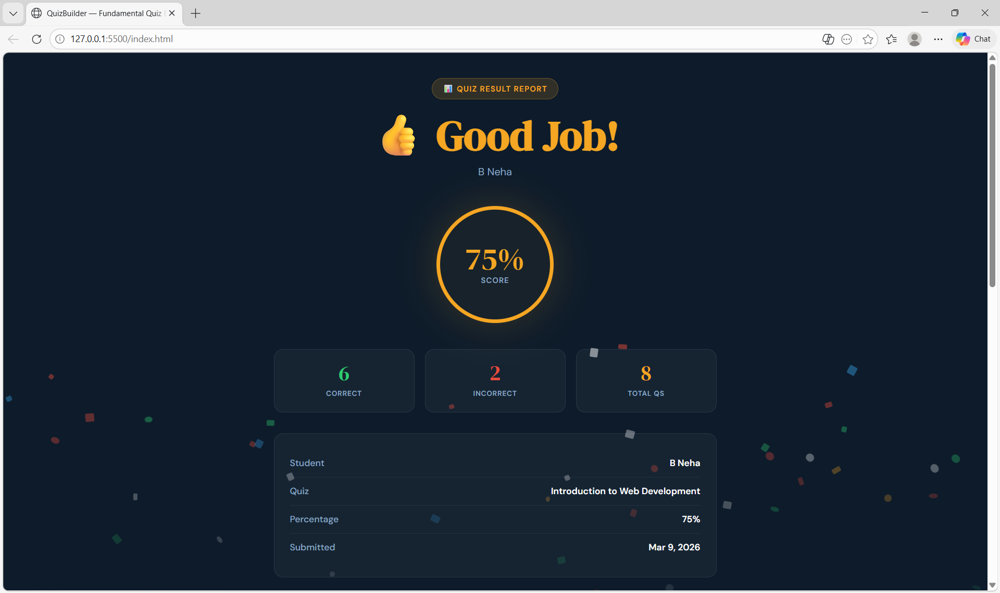 QuizBuilder — Fundamental Quiz
127.0.0.1:5500/index.html
Chat
QUIZ RESULT REPORT
Good Job!
B Neha
75%
SCORE
6
CORRECT
2
INCORRECT
8
TOTAL QS
Student B Neha
Quiz Introduction to Web Development
Percentage 75%
Submitted Mar 9, 2026